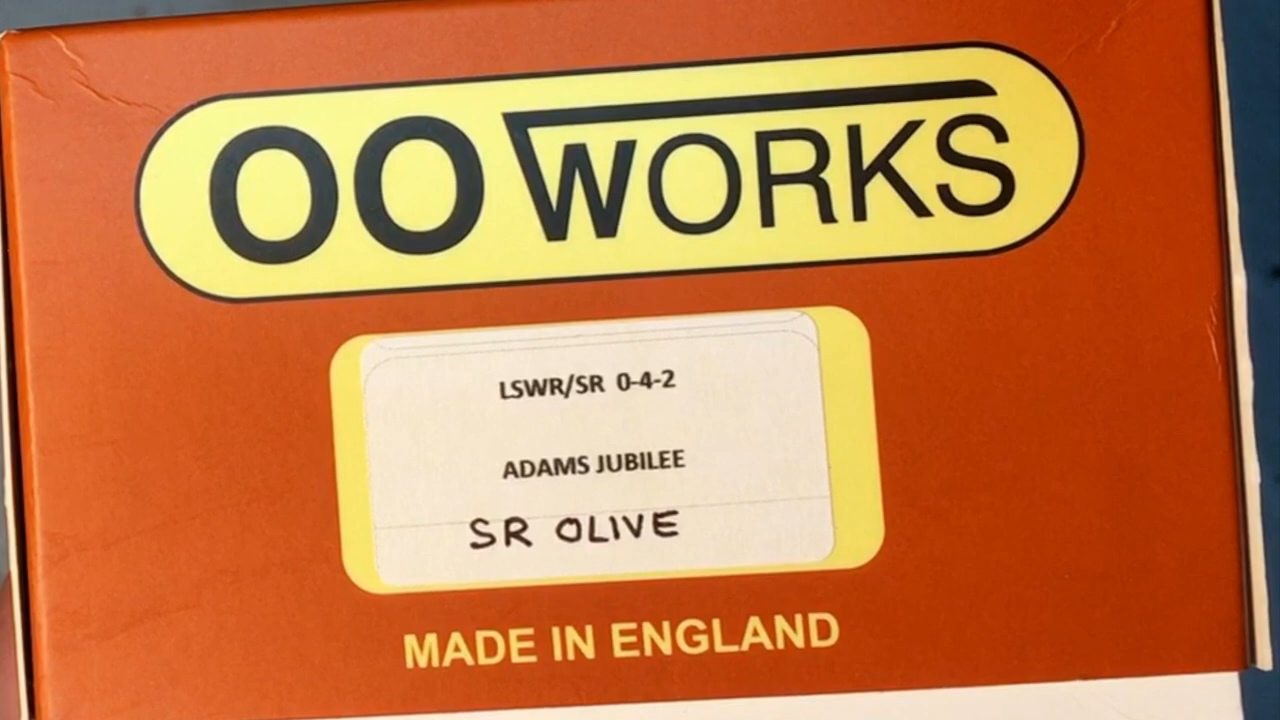 OO WORKS
LSWR/SR 0-4-2
ADAMS JUBILEE
SR OLIVE
MADE IN ENGLAND